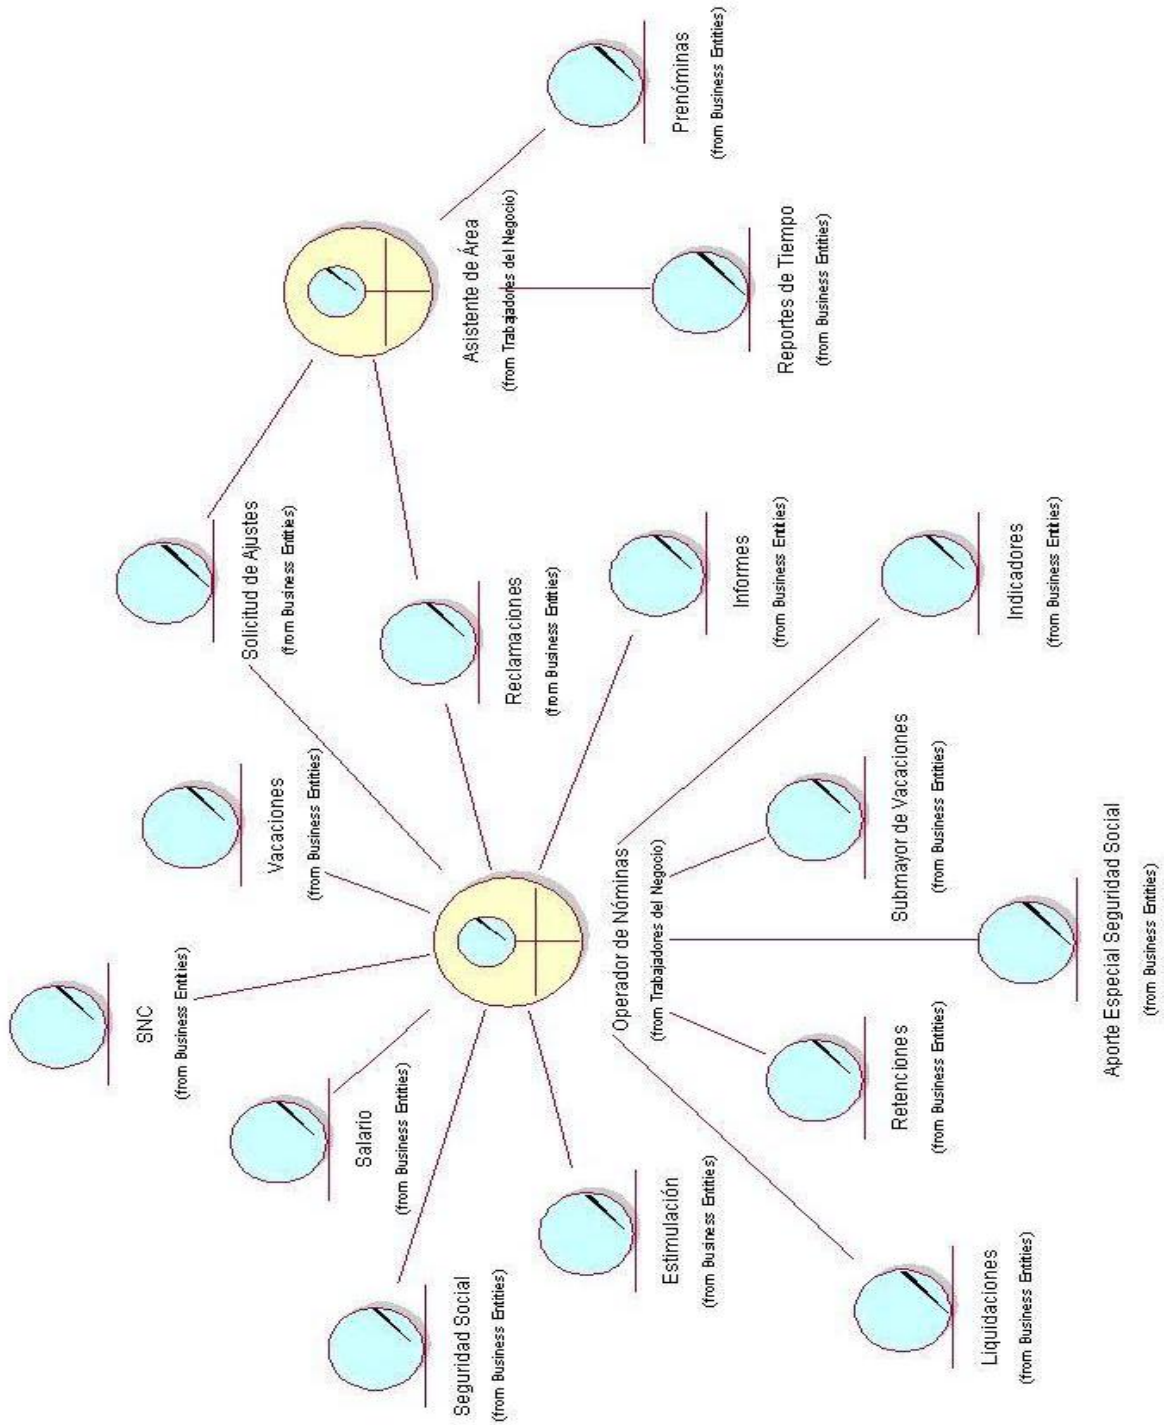 SNC
(from Business Entities)
Vacaciones
(from Business Entities)
Solicitud de Ajustes
(from Business Entities)
Salario
(from Business Entities)
Seguridad Social
(from Business Entities)
Reclamaciones
(from Business Entities)
Asistente de Área
(from Trabajadores del Negocio)
Prenóminas
(from Business Entities)
Reportes de Tiempo
(from Business Entities)
Estimulación
(from Business Entities)
Operador de Nóminas
(from Trabajadores del Negocio)
Informes
(from Business Entities)
Retenciones
(from Business Entities)
Submayor de Vacaciones
(from Business Entities)
Liquidaciones
(from Business Entities)
Indicadores
(from Business Entities)
Aporte Especial Seguridad Social
(from Business Entities)